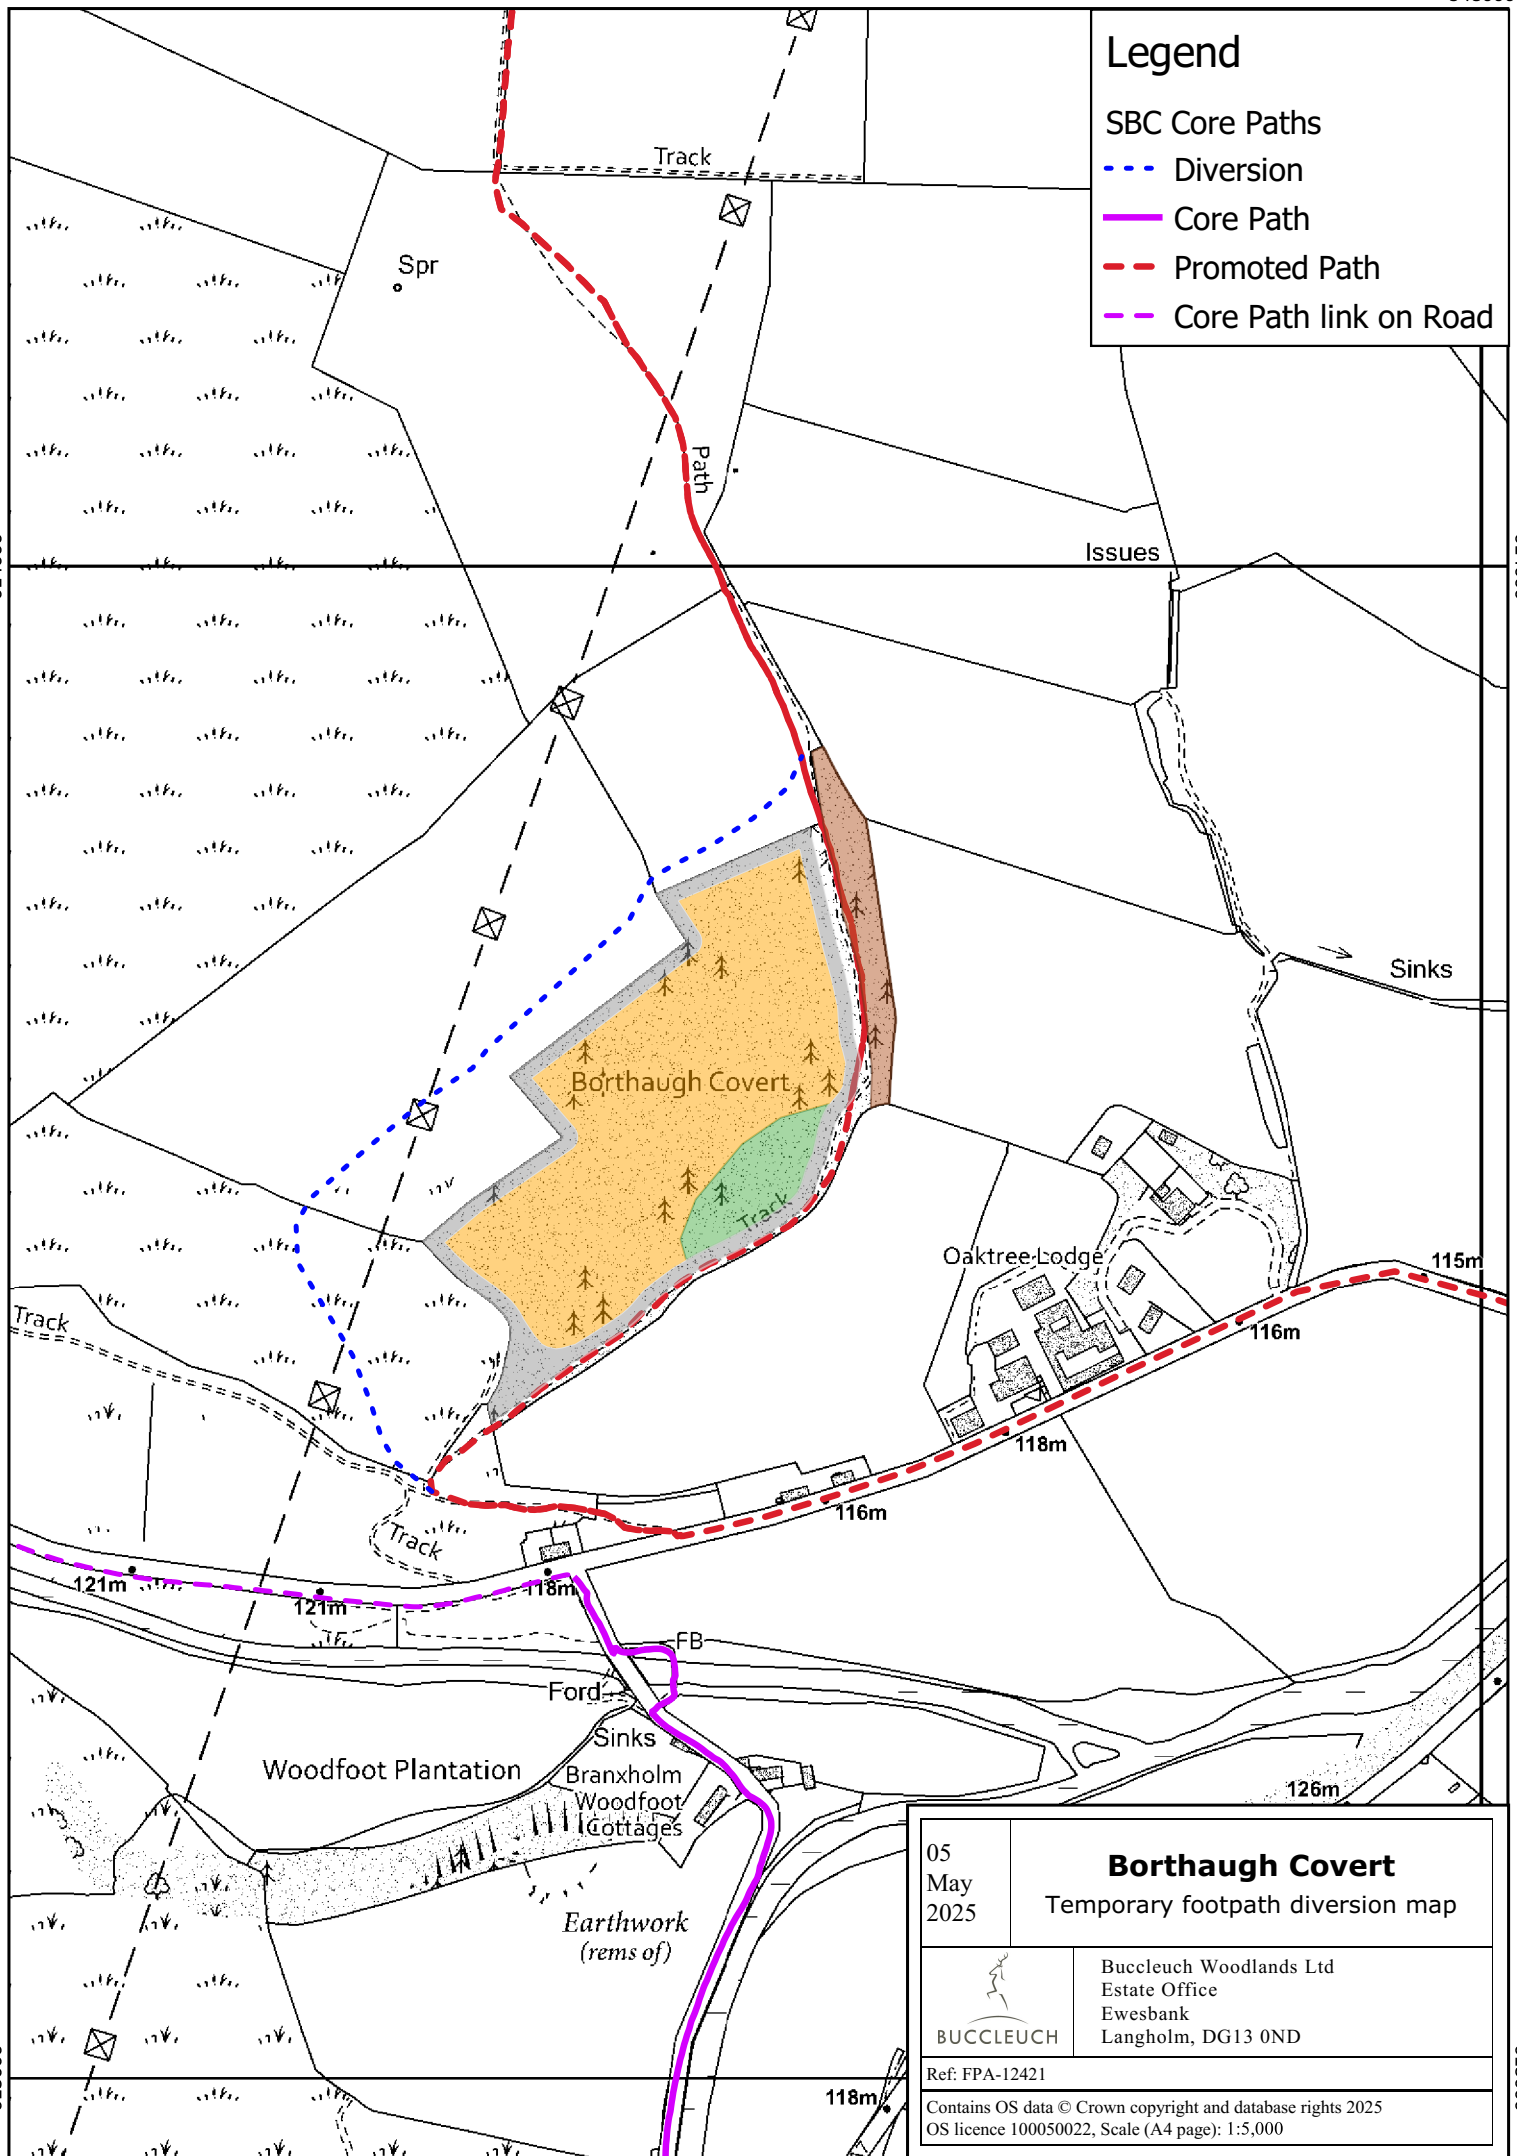 Legend
SBC Core Paths
Diversion
Core Path
Promoted Path
Core Path link on Road
Track
Spr
Path
Issues
Sinks
Borthaugh Covert
Track
Oaktree Lodge
115m
Track
116m
118m
116m
Track
121m
118m
121m
FB
Ford
Sinks
Woodfoot Plantation
Branxholm
Woodfoot
Cottages
126m
Earthwork
(rems of)
118m
05
May
2025
Borthaugh Covert
Temporary footpath diversion map
BUCCLEUCH
Buccleuch Woodlands Ltd
Estate Office
Ewesbank
Langholm, DG13 0ND
Ref: FPA-12421
Contains OS data © Crown copyright and database rights 2025
OS licence 100050022, Scale (A4 page): 1:5,000